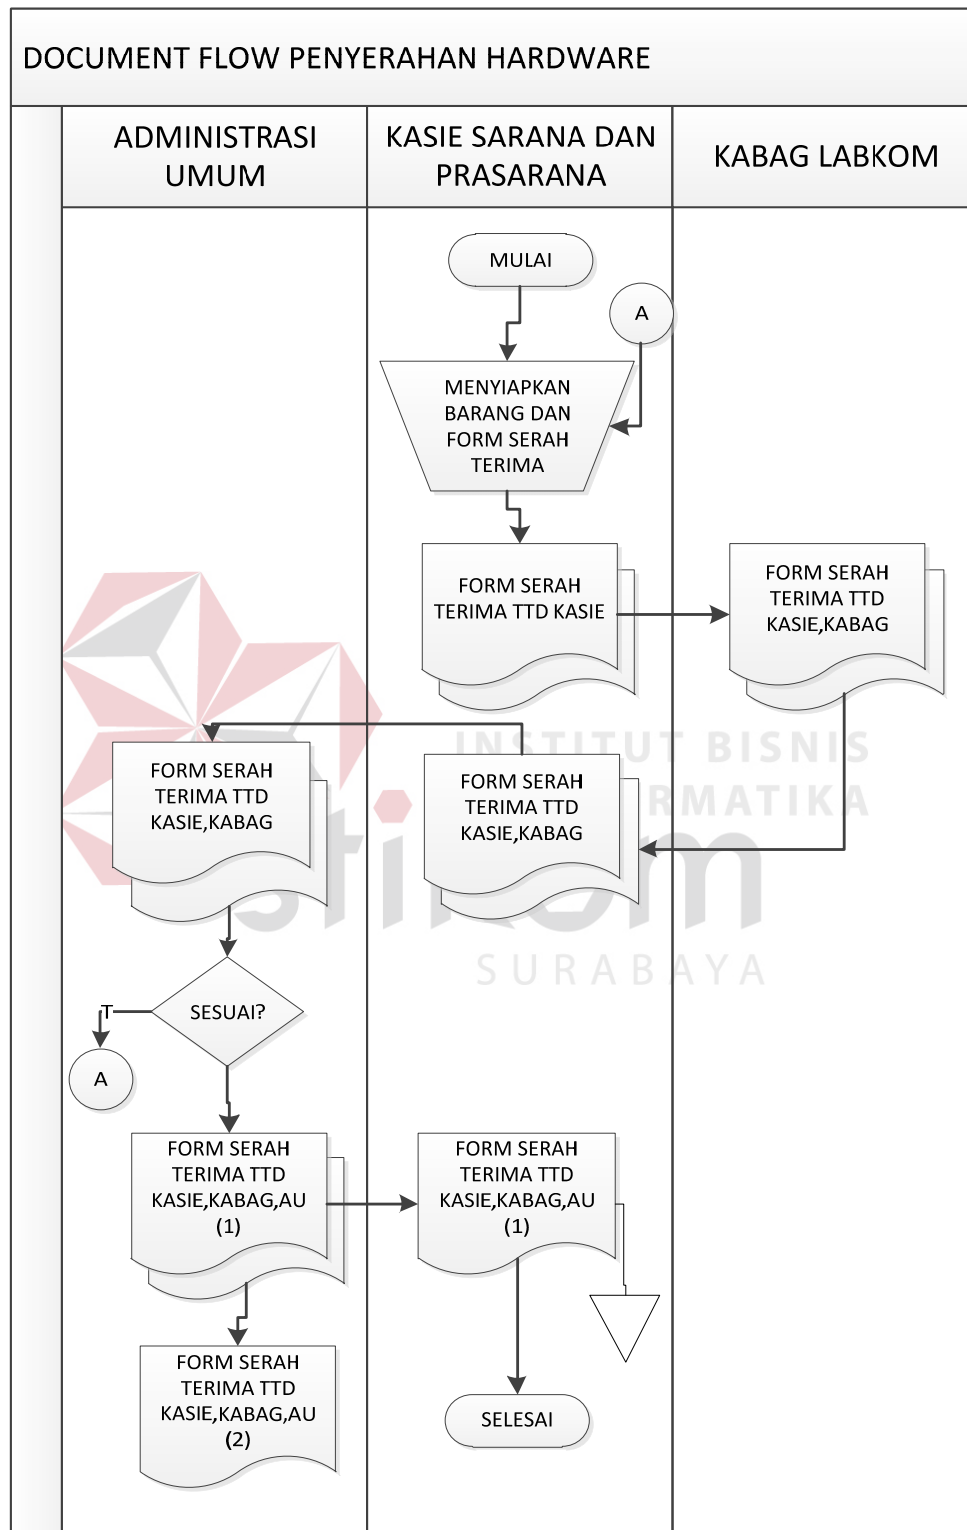 DOCUMENT FLOW PENYERAHAN HARDWARE
ADMINISTRASI
UMUM
KASIE SARANA DAN
PRASARANA
KABAG LABKOM
MULAI
A
MENYIAPKAN
BARANG DAN
FORM SERAH
TERIMA
FORM SERAH
TERIMA TTD KASIE
FORM SERAH
TERIMA TTD
KASIE,KABAG
INSTITUT BISNIS
RMATIKA
stikom
SURABAYA
FORM SERAH
TERIMA TTD
KASIE,KABAG
FORM SERAH
TERIMA TTD
KASIE,KABAG
SESUAI?
T
A
FORM SERAH
TERIMA TTD
KASIE,KABAG,AU
(1)
FORM SERAH
TERIMA TTD
KASIE,KABAG,AU
(1)
FORM SERAH
TERIMA TTD
KASIE,KABAG,AU
(2)
SELESAI